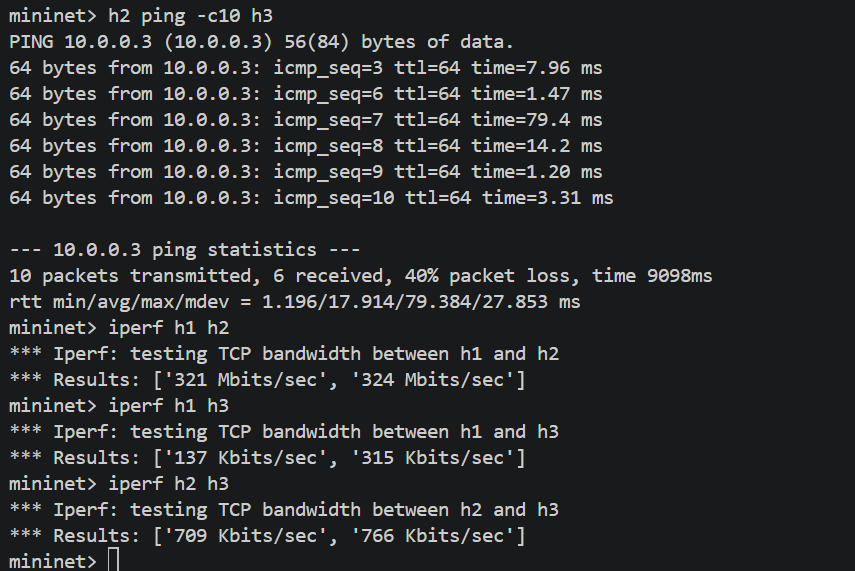 mininet> h2 ping -c10 h3
PING 10.0.0.3 (10.0.0.3) 56(84) bytes of data.
64 bytes from 10.0.0.3: icmp_seq=3 ttl=64 time=7.96 ms
64 bytes from 10.0.0.3: icmp_seq=6 ttl=64 time=1.47 ms
64 bytes from 10.0.0.3: icmp_seq=7 ttl=64 time=79.4 ms
64 bytes from 10.0.0.3: icmp_seq=8 ttl=64 time=14.2 ms
64 bytes from 10.0.0.3: icmp_seq=9 ttl=64 time=1.20 ms
64 bytes from 10.0.0.3: icmp_seq=10 ttl=64 time=3.31 ms

--- 10.0.0.3 ping statistics ---
10 packets transmitted, 6 received, 40% packet loss, time 9098ms
rtt min/avg/max/mdev = 1.196/17.914/79.384/27.853 ms
mininet> iperf h1 h2
*** Iperf: testing TCP bandwidth between h1 and h2
*** Results: ['321 Mbits/sec', '324 Mbits/sec']
mininet> iperf h1 h3
*** Iperf: testing TCP bandwidth between h1 and h3
*** Results: ['137 Kbits/sec', '315 Kbits/sec']
mininet> iperf h2 h3
*** Iperf: testing TCP bandwidth between h2 and h3
*** Results: ['709 Kbits/sec', '766 Kbits/sec']
mininet>